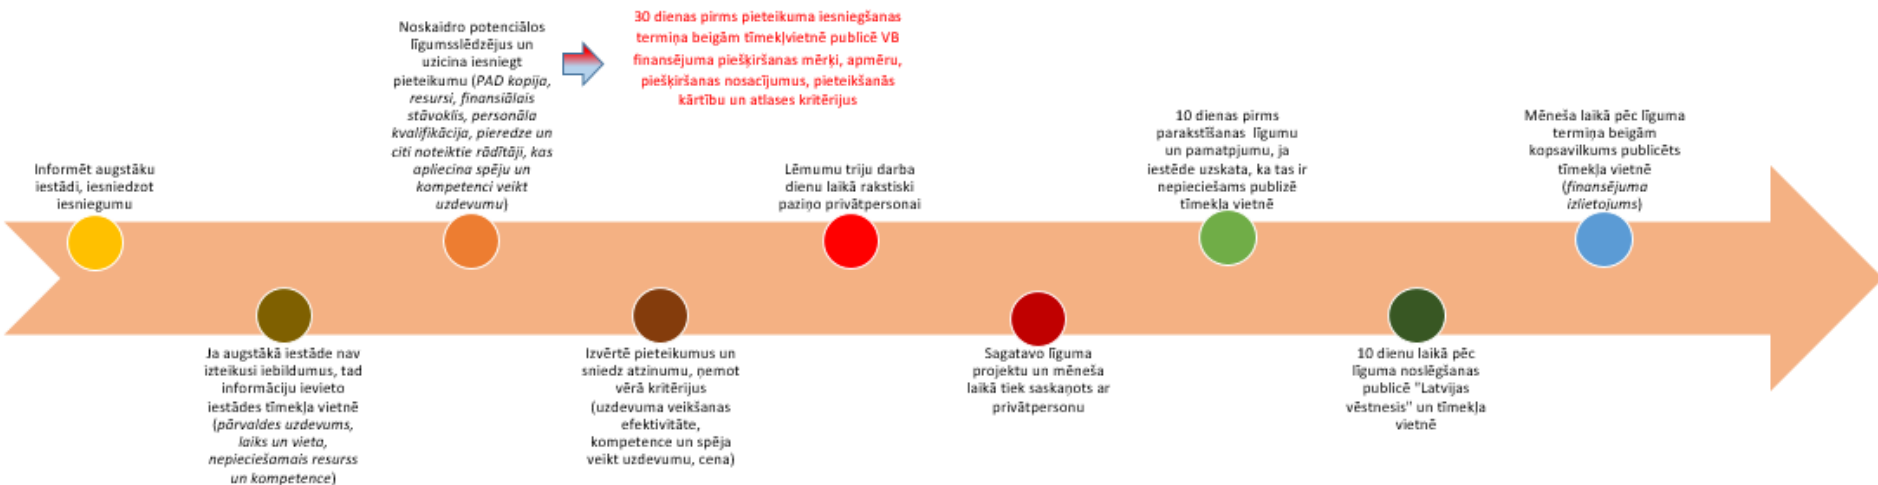 Informēt augstāku
iestādi, iesniedzot
iesniegumu
Ja augstākā iestāde nav
izteikusi iebildumus, tad
informāciju ievieto
iestādes tīmekļa vietnē
(pārvaldes uzdevums,
laiks un vieta,
nepieciešamais resurss
un kompetence)
Noskaidro potenciālos
līgumsslēdzējus un
uzicina iesniegt
pieteikumu (PAD kopija,
resursi, finansiālais
stāvoklis, personāla
kvalifikācija, pieredze un
citi noteiktie rādītāji, kas
apliecina spēju un
kompetenci veikt
uzdevumu)
30 dienas pirms pieteikuma iesniegšanas
termiņa beigām tīmekļvietnē publicē VB
finansējuma piešķiršanas mērķi, apmēru,
piešķiršanas nosacījumus, pieteikšanās
kārtību un atlases kritērijus
Izvērtē pieteikumus un
sniedz atzinumu, ņemot
vērā kritērijus
(uzdevuma veikšanas
efektivitāte,
kompetence un spēja
veikt uzdevumu, cena)
Lēmumu triju darba
dienu laikā rakstiski
paziņo privātpersonai
Sagatavo līguma
projektu un mēneša
laikā tiek saskaņots ar
privātpersonu
10 dienas pirms
parakstīšanas līgumu
un pamatpjumu, ja
iestēde uzskata, ka tas ir
nepieciešams publizē
tīmekļa vietnē
10 dienu laikā pēc
līguma noslēgšanas
publicē "Latvijas
vēstnesis" un tīmekļa
vietnē
Mēneša laikā pēc līguma
termiņa beigām
kopsavilkums publicēts
tīmekļa vietnē
(finansējuma
izlietojums)